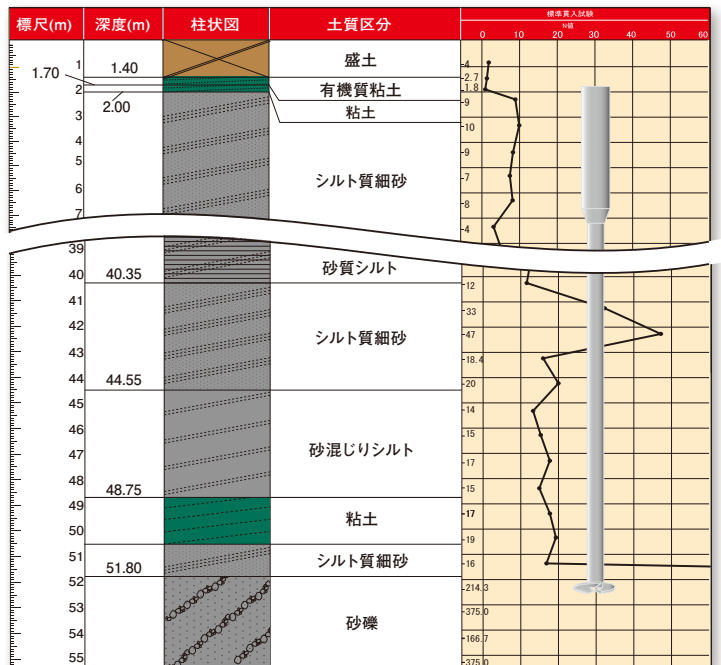 標尺(m) 深度(m) 柱状図 土質区分 標準貫入試験
N値
0 10 20 30 40 50 60
1 1.40 盛土 4
1.70 2.7
2 有機質粘土 1.8
2.00 粘土 9
3 10
4 9
5 シルト質細砂 7
6 8
7 4
39 砂質シルト
40 40.35 12
41 33
42 シルト質細砂 47
43 18.4
44 44.55 20
45 14
46 15
47 砂混じりシルト 17
48 48.75 15
49 粘土 17
50 19
51 シルト質細砂 16
51.80
52 214.3
53 砂礫 375.0
54 166.7
55 375.0